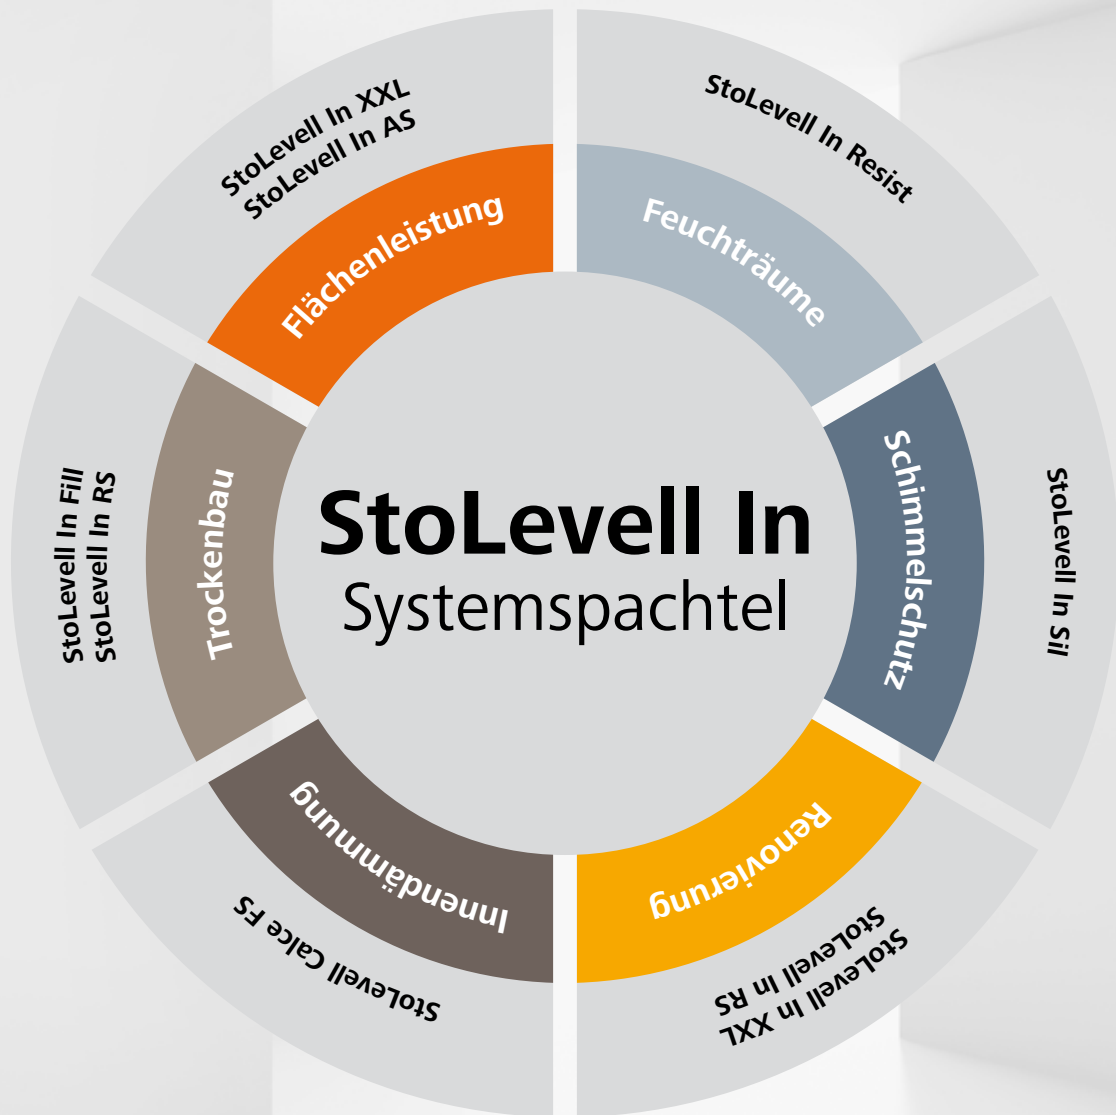 StoLevell In
Systemspachtel
Flächenleistung
StoLevell In XXL
StoLevell In AS
Feuchträume
StoLevell In Resist
Schimmelschutz
StoLevell In Sil
Renovierung
StoLevell In XXL
StoLevell In RS
Innendämmung
StoLevell Calce FS
Trockenbau
StoLevell In Fill
StoLevell In RS